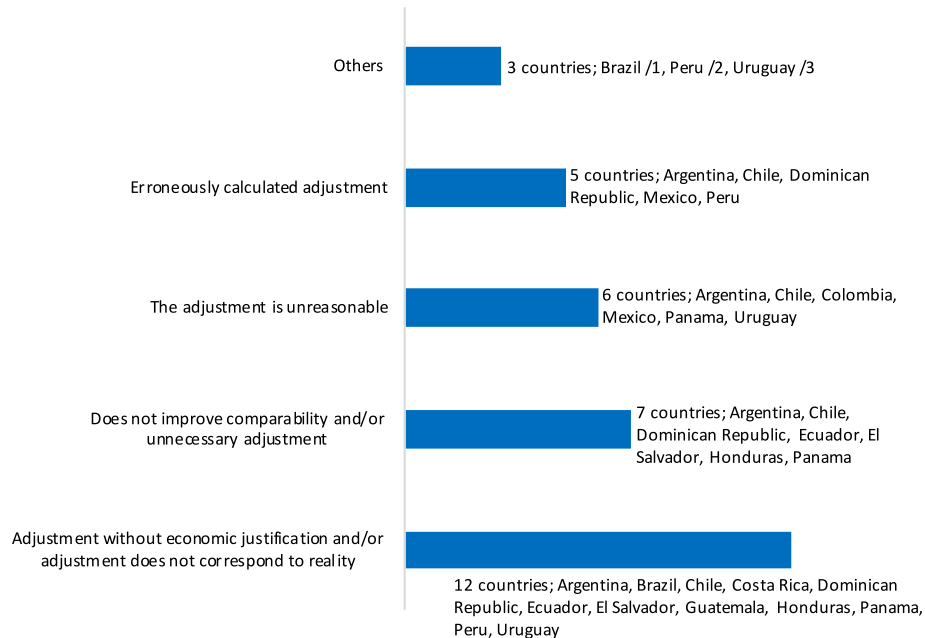 Others
3 countries; Brazil /1, Peru /2, Uruguay /3
Erroneously calculated adjustment
5 countries; Argentina, Chile, Dominican
Republic, Mexico, Peru
The adjustment is unreasonable
6 countries; Argentina, Chile, Colombia,
Mexico, Panama, Uruguay
Does not improve comparability and/or
unnecessary adjustment
7 countries; Argentina, Chile,
Dominican Republic, Ecuador, El
Salvador, Honduras, Panama
Adjustment without economic justification and/or
adjustment does not correspond to reality
12 countries; Argentina, Brazil, Chile, Costa Rica, Dominican
Republic, Ecuador, El Salvador, Guatemala, Honduras, Panama,
Peru, Uruguay